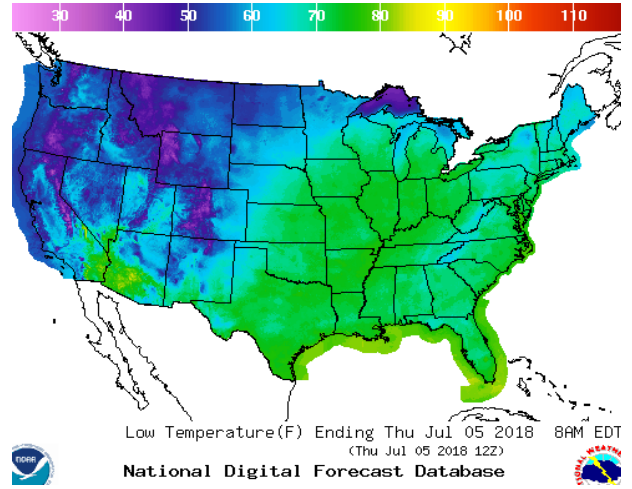 30 40 50 60 70 80 90 100 110
Low Temperature(F) Ending Thu Jul 05 2018 8AM EDT
(Thu Jul 05 2018 12Z)
National Digital Forecast Database
NOAA